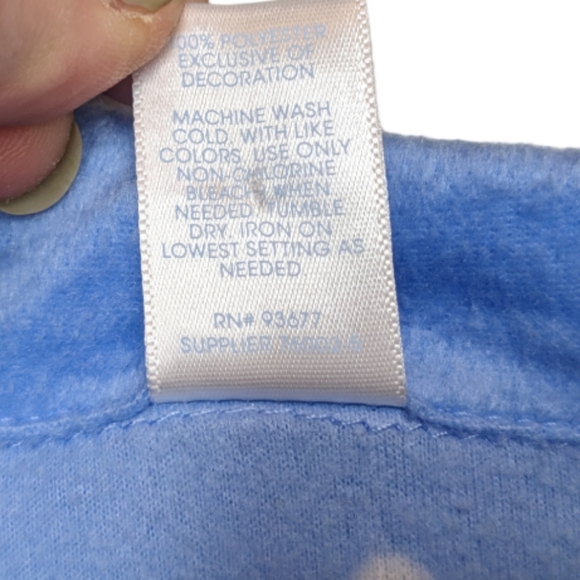 100% POLYESTER
EXCLUSIVE OF
DECORATION
MACHINE WASH
COLD, WITH LIKE
COLORS, USE ONLY
NON-CHLORINE
BLEACH WHEN
NEEDED, TUMBLE
DRY, IRON ON
LOWEST SETTING AS
NEEDED
RN# 93677
SUPPLIER